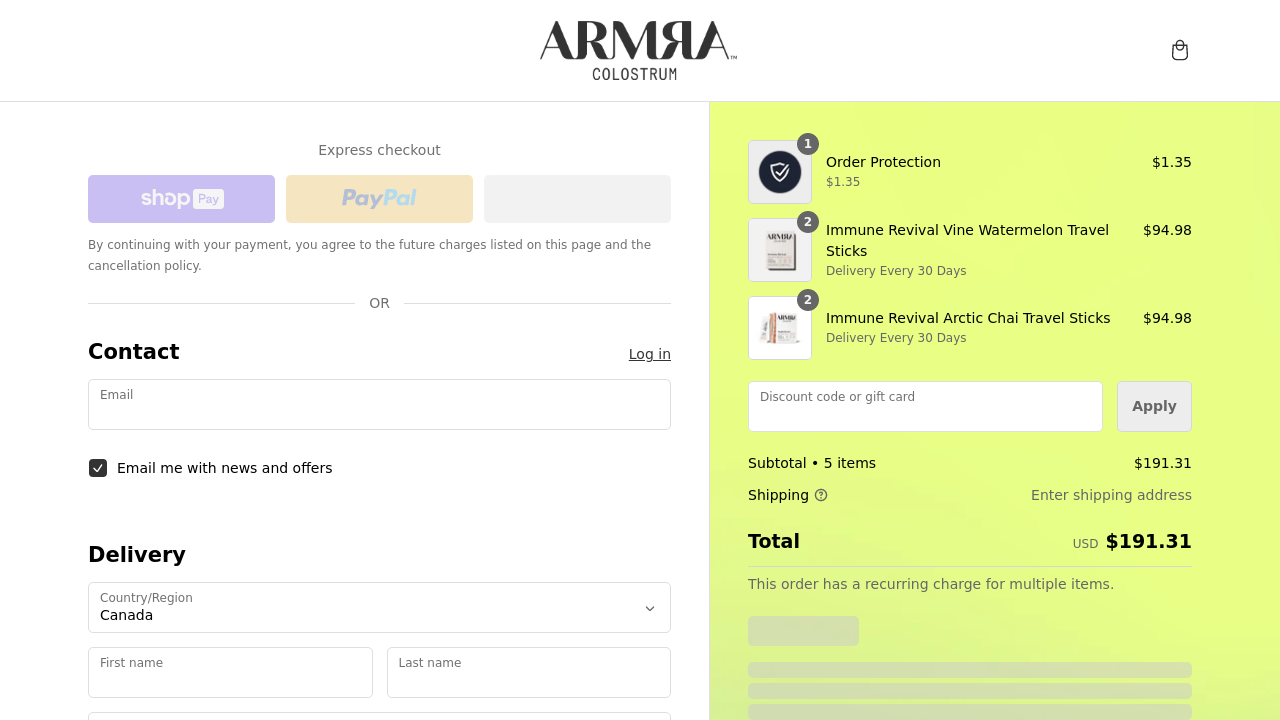 ARMRA™
COLOSTRUM
Express checkout
shop Pay
PayPal
By continuing with your payment, you agree to the future charges listed on this page and the
cancellation policy.
OR
Contact
Log in
Email
Email me with news and offers
Delivery
Country/Region
Canada
First name
Last name
1
Order Protection
$1.35
$1.35
2
Immune Revival Vine Watermelon Travel
Sticks
$94.98
Delivery Every 30 Days
2
Immune Revival Arctic Chai Travel Sticks
$94.98
Delivery Every 30 Days
Discount code or gift card
Apply
Subtotal • 5 items
$191.31
Shipping
Enter shipping address
Total
USD $191.31
This order has a recurring charge for multiple items.